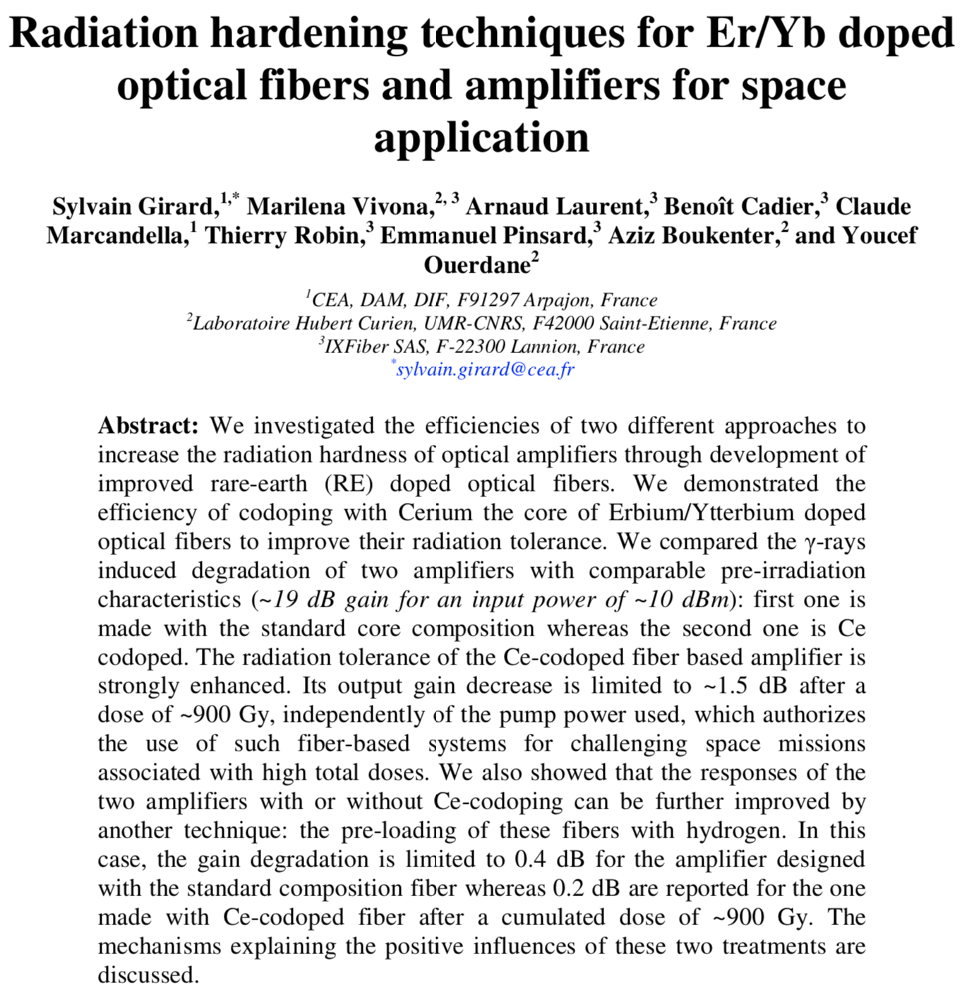 Radiation hardening techniques for Er/Yb doped
optical fibers and amplifiers for space
application
Sylvain Girard,1,* Marilena Vivona,2, 3 Arnaud Laurent,3 Benoît Cadier,3 Claude
Marcandella,1 Thierry Robin,3 Emmanuel Pinsard,3 Aziz Boukenter,2 and Youcef
Ouerdane2
1CEA, DAM, DIF, F91297 Arpajon, France
2Laboratoire Hubert Curien, UMR-CNRS, F42000 Saint-Etienne, France
3IXFiber SAS, F-22300 Lannion, France
*sylvain.girard@cea.fr
Abstract: We investigated the efficiencies of two different approaches to
increase the radiation hardness of optical amplifiers through development of
improved rare-earth (RE) doped optical fibers. We demonstrated the
efficiency of codoping with Cerium the core of Erbium/Ytterbium doped
optical fibers to improve their radiation tolerance. We compared the γ-rays
induced degradation of two amplifiers with comparable pre-irradiation
characteristics (~19 dB gain for an input power of ~10 dBm): first one is
made with the standard core composition whereas the second one is Ce
codoped. The radiation tolerance of the Ce-codoped fiber based amplifier is
strongly enhanced. Its output gain decrease is limited to ~1.5 dB after a
dose of ~900 Gy, independently of the pump power used, which authorizes
the use of such fiber-based systems for challenging space missions
associated with high total doses. We also showed that the responses of the
two amplifiers with or without Ce-codoping can be further improved by
another technique: the pre-loading of these fibers with hydrogen. In this
case, the gain degradation is limited to 0.4 dB for the amplifier designed
with the standard composition fiber whereas 0.2 dB are reported for the one
made with Ce-codoped fiber after a cumulated dose of ~900 Gy. The
mechanisms explaining the positive influences of these two treatments are
discussed.